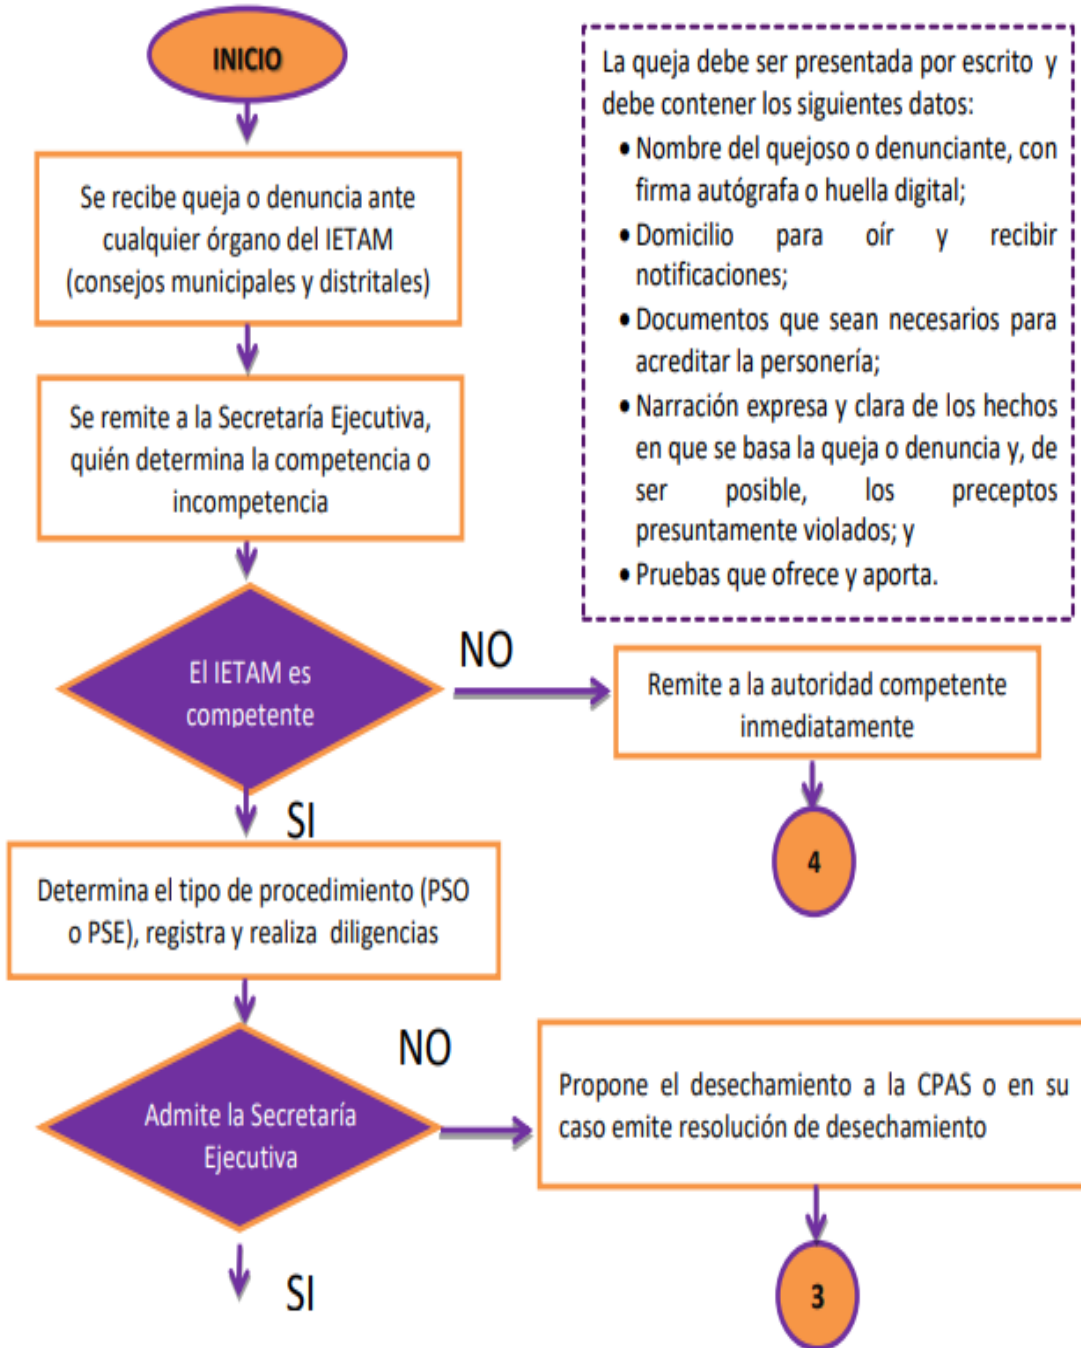 INICIO
Se recibe queja o denuncia ante
cualquier órgano del IETAM
(consejos municipales y distritales)
Se remite a la Secretaría Ejecutiva,
quién determina la competencia o
incompetencia
La queja debe ser presentada por escrito y
debe contener los siguientes datos:
• Nombre del quejoso o denunciante, con
firma autógrafa o huella digital;
• Domicilio para oír y recibir
notificaciones;
• Documentos que sean necesarios para
acreditar la personería;
• Narración expresa y clara de los hechos
en que se basa la queja o denuncia y, de
ser posible, los preceptos
presuntamente violados; y
• Pruebas que ofrece y aporta.
El IETAM es
competente
NO
Remite a la autoridad competente
inmediatamente
4
SI
Determina el tipo de procedimiento (PSO
o PSE), registra y realiza diligencias
Admite la Secretaría
Ejecutiva
NO
Propone el desechamiento a la CPAS o en su
caso emite resolución de desechamiento
3
SI